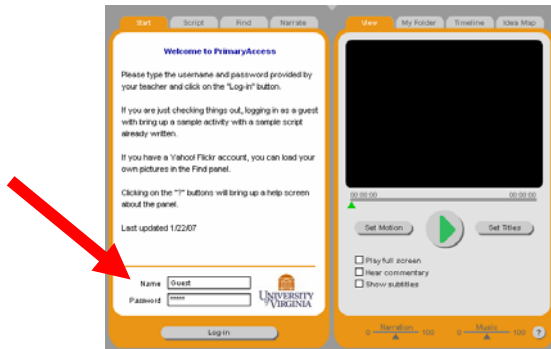 Start
Script
Find
Narrate
Welcome to PrimaryAccess
Please type the username and password provided by
your teacher and click on the "Log-in" button.
If you are just checking things out, logging in as a guest
with bring up a sample activity with a sample script
already written.
If you have a Yahoo! Flickr account, you can load your
own pictures in the Find panel.
Clicking on the "?" buttons will bring up a help screen
about the panel.
Last updated 1/22/07
Name Guest
Password *****
UNIVERSITY
of VIRGINIA
Log-in
View
My Folder
Timeline
Idea Map
00:00:00 00:00:00
Set Motion
Set Titles
Play full screen
Hear commentary
Show subtitles
0 Narration 100
0 Music 100
?